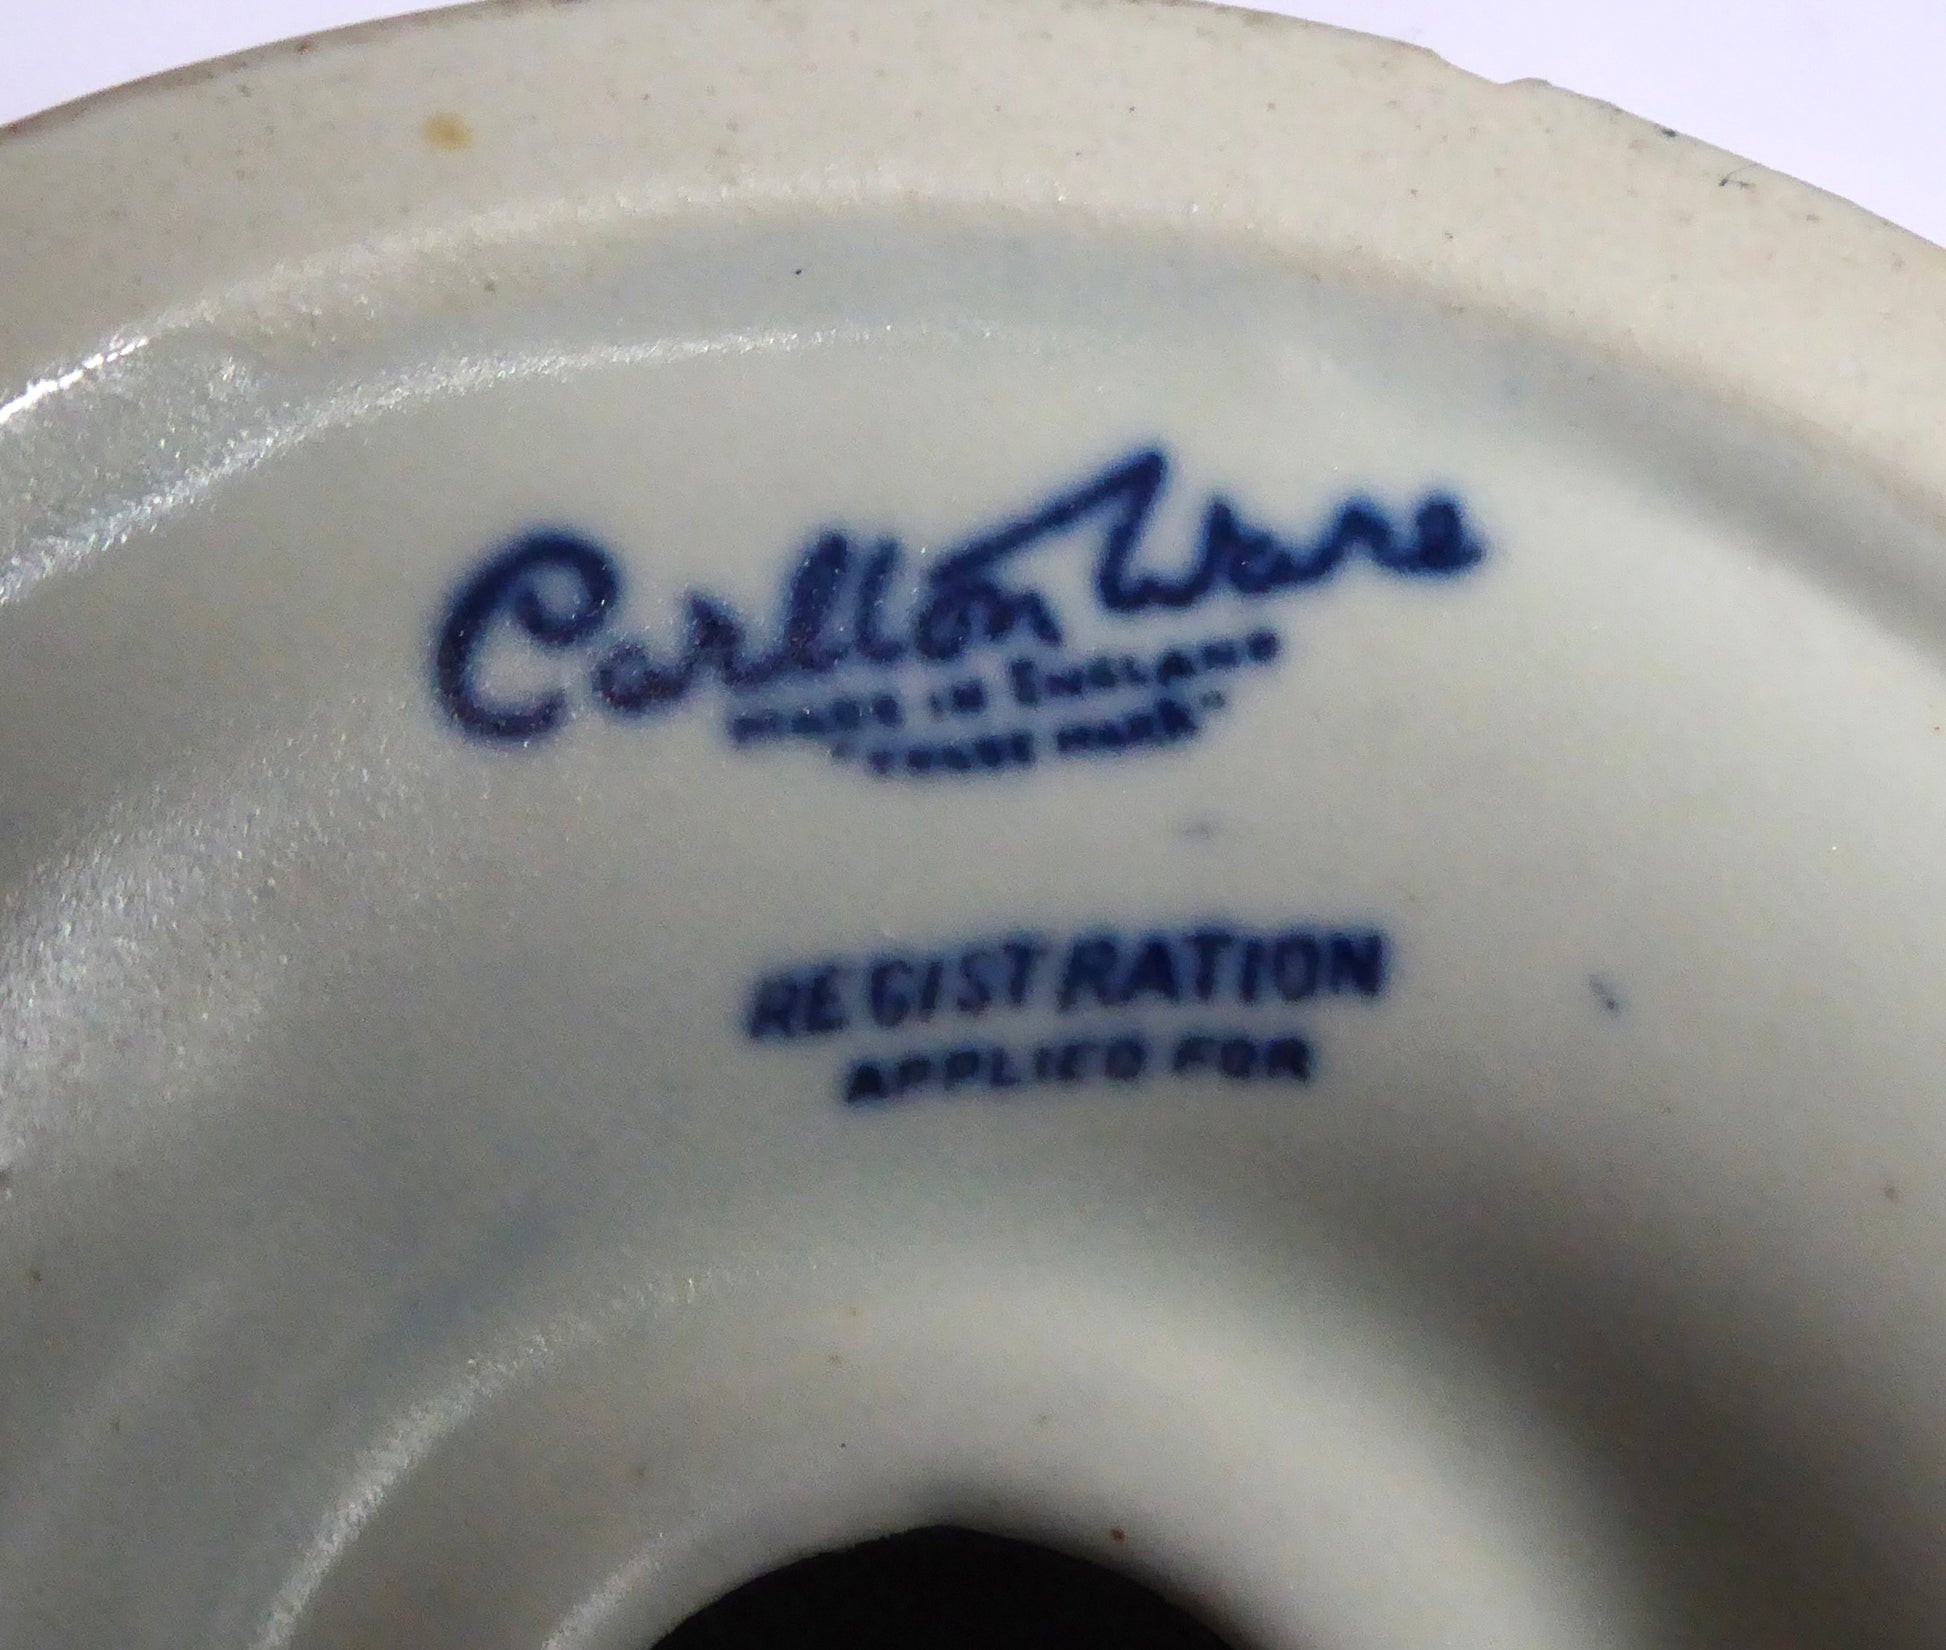 Carlton Ware
MADE IN ENGLAND
"TRADE MARK"
REGISTRATION
APPLIED FOR